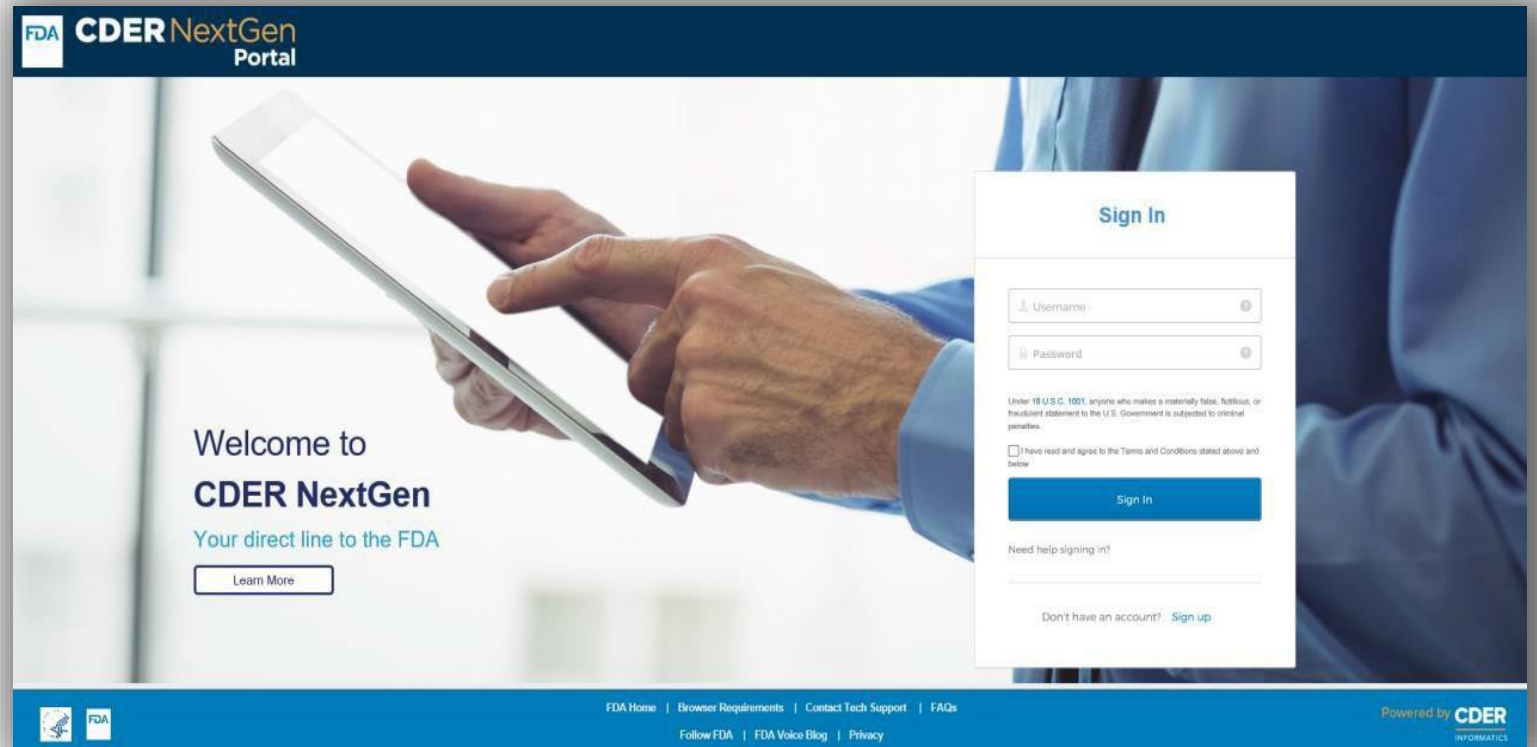 FDA CDER NextGen
Portal
Welcome to
CDER NextGen
Your direct line to the FDA
Learn More
Sign In
Username
Password
Under 18 U.S.C. 1001, anyone who makes a materially false, fictitious, or
fraudulent statement to the U.S. Government is subjected to criminal
penalties.
I have read and agree to the Terms and Conditions stated above and
below
Sign In
Need help signing in?
Don't have an account? Sign up
FDA
FDA Home | Browser Requirements | Contact Tech Support | FAQs
Follow FDA | FDA Voice Blog | Privacy
Powered by CDER
INFORMATICS